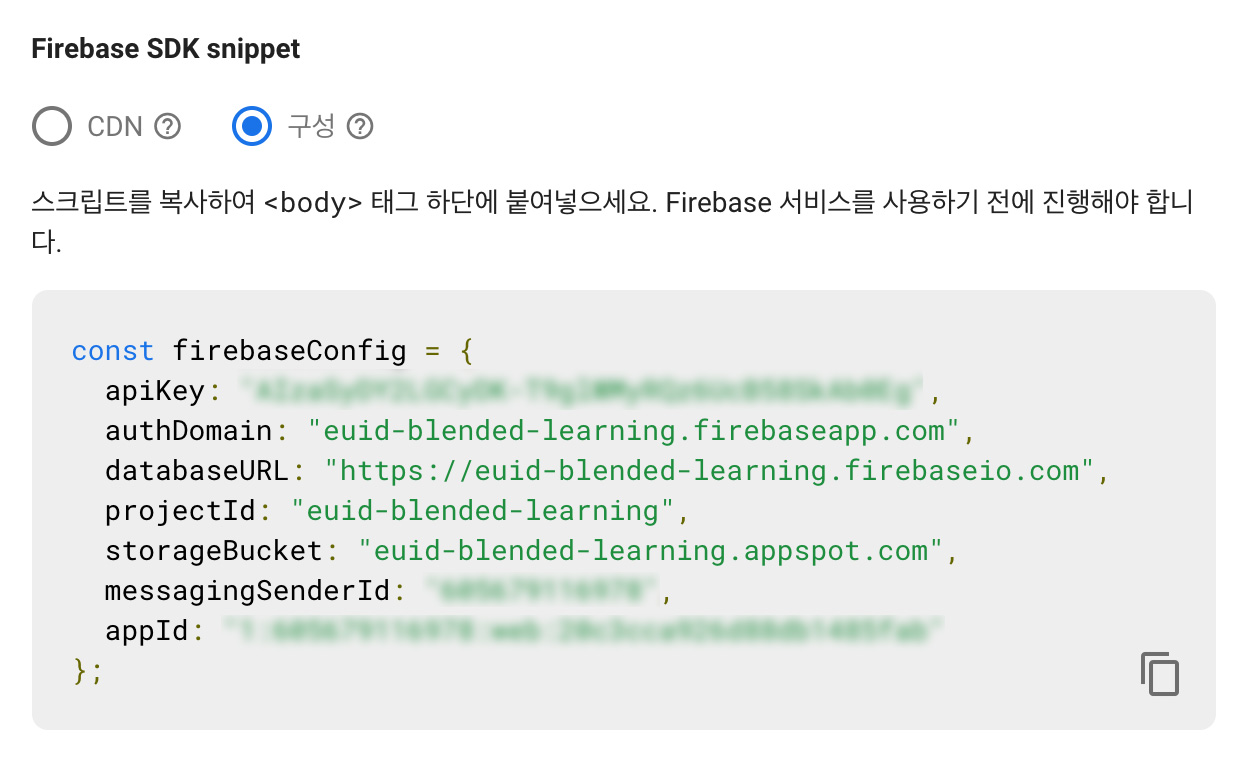 Firebase SDK snippet
CDN ? 구성 ?
스크립트를 복사하여 <body> 태그 하단에 붙여넣으세요. Firebase 서비스를 사용하기 전에 진행해야 합니
다.
const firebaseConfig = {
apiKey: ,
authDomain: "euid-blended-learning.firebaseapp.com",
databaseURL: "https://euid-blended-learning.firebaseio.com",
projectId: "euid-blended-learning",
storageBucket: "euid-blended-learning.appspot.com",
messagingSenderId: ,
appId:
};